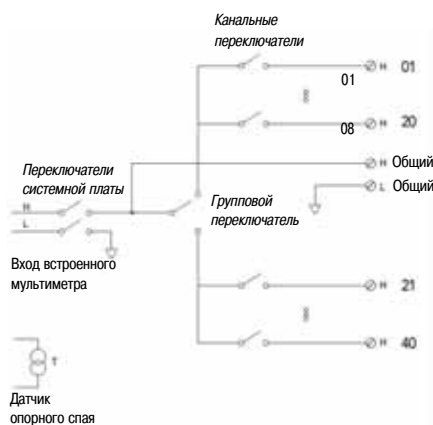 Канальные
переключатели
H 01
01
08
H 20
H Общий
L Общий
Переключатели
системной платы
H
L
Групповой
переключатель
Вход встроенного
мультиметра
H 21
H 40
T
Датчик
опорного спая